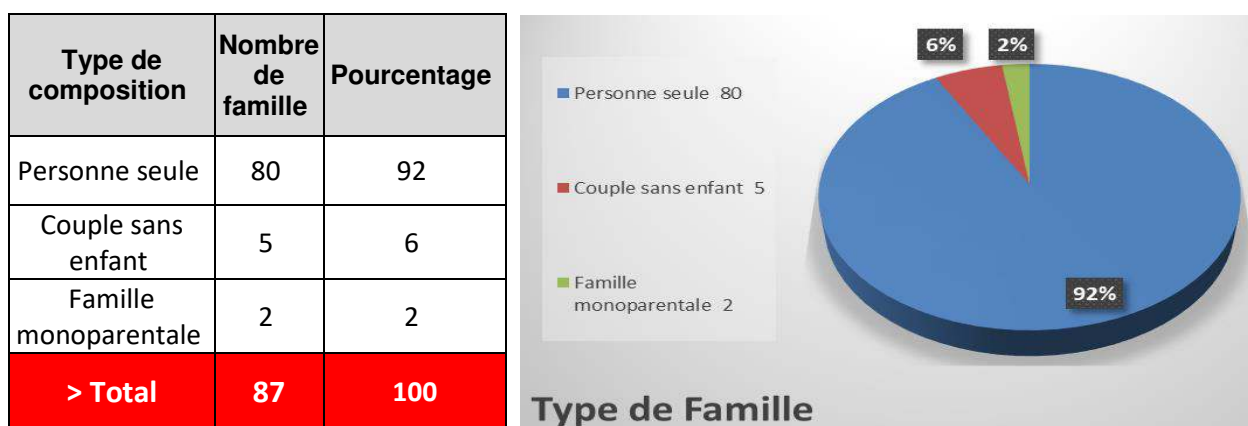 Type de
composition
Nombre
de
famille
Pourcentage
Personne seule 80 92
Couple sans
enfant
5 6
Famille
monoparentale
2 2
> Total 87 100
6% 2%
Personne seule 80
Couple sans enfant 5
Famille
monoparentale 2
92%
Type de Famille